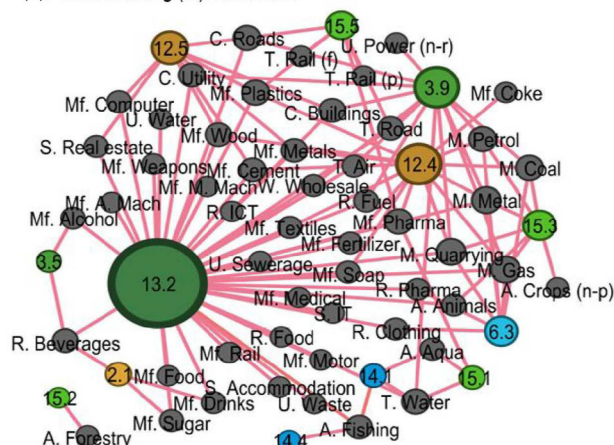 15.5
C. Roads
U. Power (n-r)
12.5
T. Rail (f)
C. Utility
T. Rail (p)
3.9
Mf. Plastics
Mf. Coke
Mf. Computer
C. Buildings
U. Water
T. Road
Mf. Wood
M. Petrol
S. Real estate
Mf. Metals
Mf. Weapons
Mf. Cement
T. Air
12.4
M. Coal
Mf. M. Mach
W. Wholesale
Mf. A. Mach
R. Fuel
M. Metal
Mf. Alcohol
R. ICT
Mf. Pharma
15.3
Mf. Textiles
Mf. Fertilizer
M. Quarrying
3.5
U. Sewerage
Mf. Soap
M. Gas
13.2
R. Pharma
A. Crops (n-p)
Mf. Medical
A. Animals
S. IT
6.3
R. Beverages
R. Food
R. Clothing
Mf. Rail
Mf. Motor
A. Aqua
2.1
Mf. Food
14.1
15.1
S. Accommodation
15.2
Mf. Drinks
U. Waste
T. Water
Mf. Sugar
A. Forestry
A. Fishing
14.4